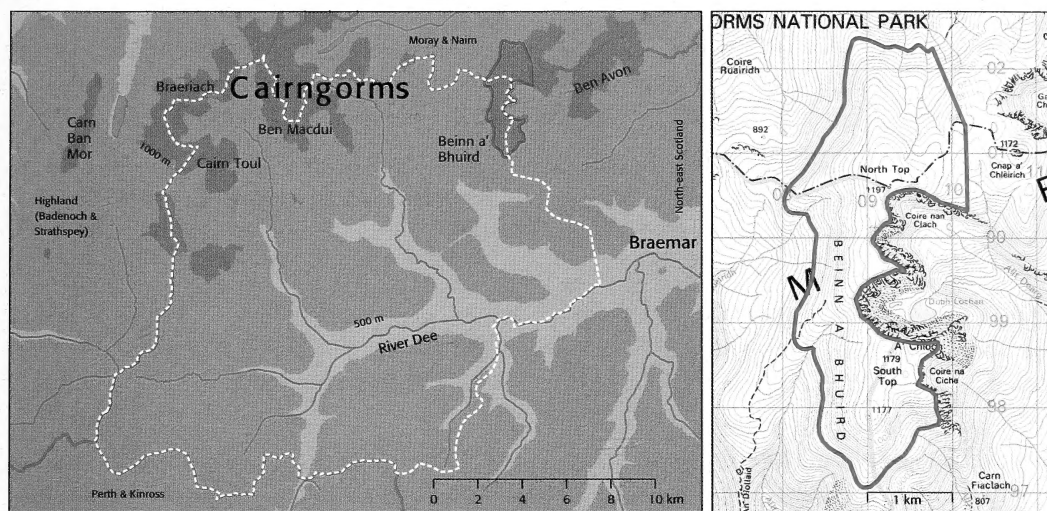 Moray & Nairn
Cairngorms
Braeriach
Ben Avon
Ben Macdui
Carn
Ban
Mor
1000 m
Cairn Toul
Beinn a'
Bhuird
Highland
(Badenoch &
Strathspey)
North-east Scotland
Braemar
500 m
River Dee
Perth & Kinross
0 2 4 6 8 10 km
ORMS NATIONAL PARK
Coire
Ruairidh
02
892
1172
Cnap a'
Chleirich
North Top
1197
09
10
Coire nan
Clach
00
BEINN A BHUIRD
M
Dubh Lochan
99
A' Chioch
1179
South
Top
Coire na
Ciche
1177
98
Carn
Fiaclach
807
97
1 km